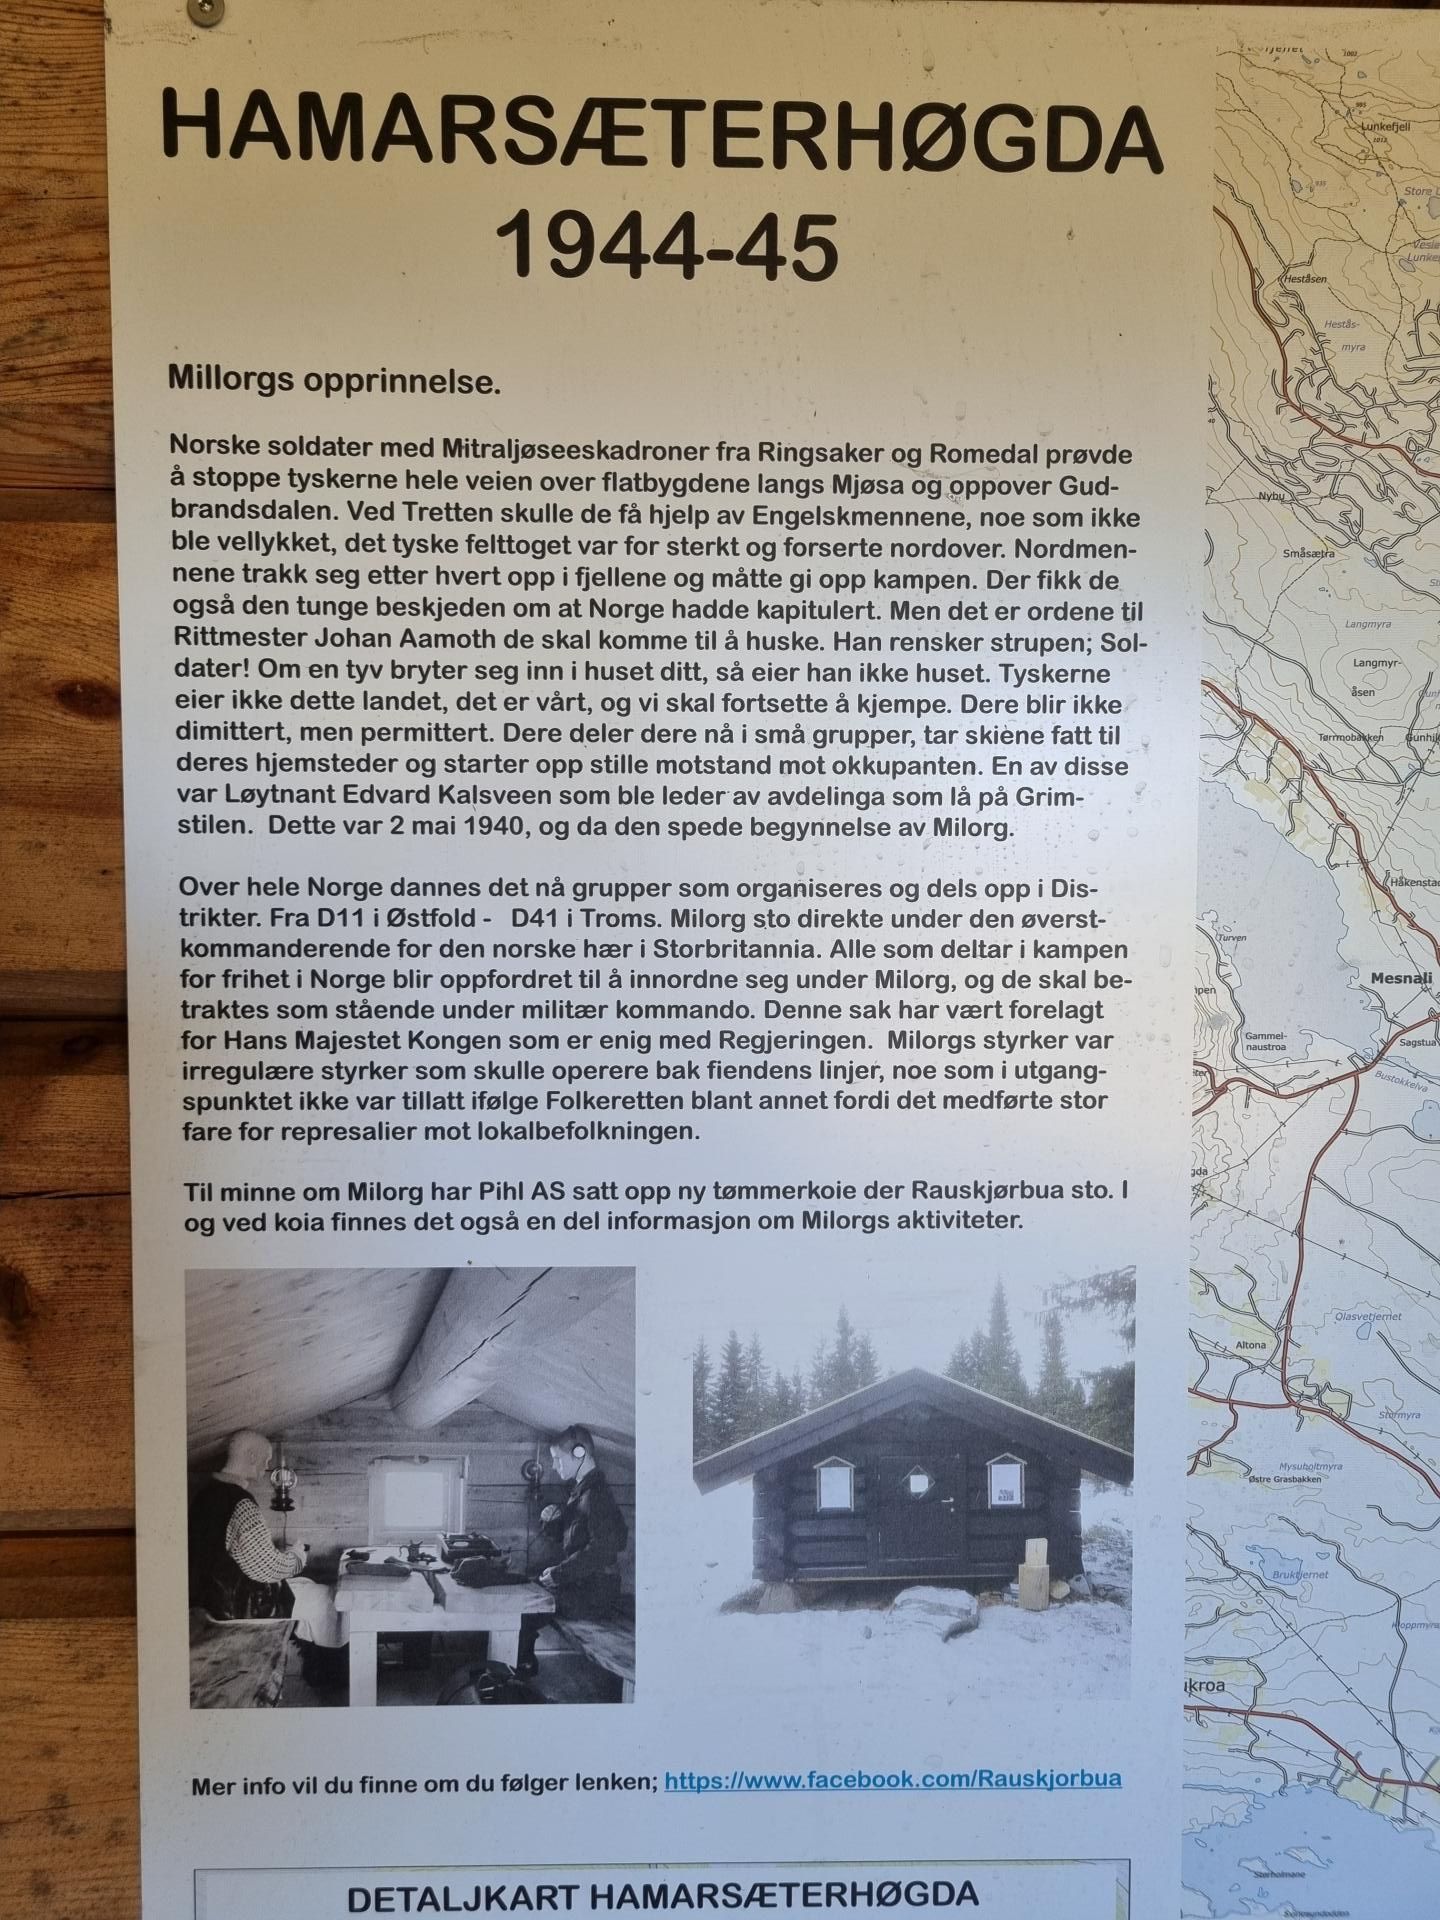 HAMARSÆTERHØGDA
1944-45
Millorgs opprinnelse.
Norske soldater med Mitraljøseeskadroner fra Ringsaker og Romedal prøvde
å stoppe tyskerne hele veien over flatbygdene langs Mjøsa og oppover Gud-
brandsdalen. Ved Tretten skulle de få hjelp av Engelskmennene, noe som ikke
ble vellykket, det tyske felttoget var for sterkt og forserte nordover. Nordmen-
nene trakk seg etter hvert opp i fjellene og måtte gi opp kampen. Der fikk de
også den tunge beskjeden om at Norge hadde kapitulert. Men det er ordene til
Rittmester Johan Aamoth de skal komme til å huske. Han rensker strupen; Sol-
dater! Om en tyv bryter seg inn i huset ditt, så eier han ikke huset. Tyskerne
eier ikke dette landet, det er vårt, og vi skal fortsette å kjempe. Dere blir ikke
dimittert, men permittert. Dere deler dere nå i små grupper, tar skiene fatt til
deres hjemsteder og starter opp stille motstand mot okkupanten. En av disse
var Løytnant Edvard Kalsveen som ble leder av avdelinga som lå på Grim-
stilen. Dette var 2 mai 1940, og da den spede begynnelse av Milorg.
Over hele Norge dannes det nå grupper som organiseres og dels opp i Dis-
trikter. Fra D11 i Østfold - D41 i Troms. Milorg sto direkte under den øverst-
kommanderende for den norske hær i Storbritannia. Alle som deltar i kampen
for frihet i Norge blir oppfordret til å innordne seg under Milorg, og de skal be-
traktes som stående under militær kommando. Denne sak har vært forelagt
for Hans Majestet Kongen som er enig med Regjeringen. Milorgs styrker var
irregulære styrker som skulle operere bak fiendens linjer, noe som i utgang-
spunktet ikke var tillatt ifølge Folkeretten blant annet fordi det medførte stor
fare for represalier mot lokalbefolkningen.
Til minne om Milorg har Pihl AS satt opp ny tømmerkoie der Rauskjørbua sto. I
og ved koia finnes det også en del informasjon om Milorgs aktiviteter.
Mer info vil du finne om du følger lenken; https://www.facebook.com/Rauskjorbua
DETALJKART HAMARSÆTERHØGDA
1002
995
Lunkefjell
1012
935
Store
Heståsen
Hestås-
myra
Nybu
Småsætra
Langmyra
Langmyr-
åsen
Tørrmobakken
Håkenstad
Turven
Mesnali
Gammel-
naustroa
Sagstua
Bustokkelva
Olasvetjernet
Altona
Stormyra
Mysuholtmyra
Østre Grasbakken
Bruktjernet
Kloppmyra
ikroa
Storholmane